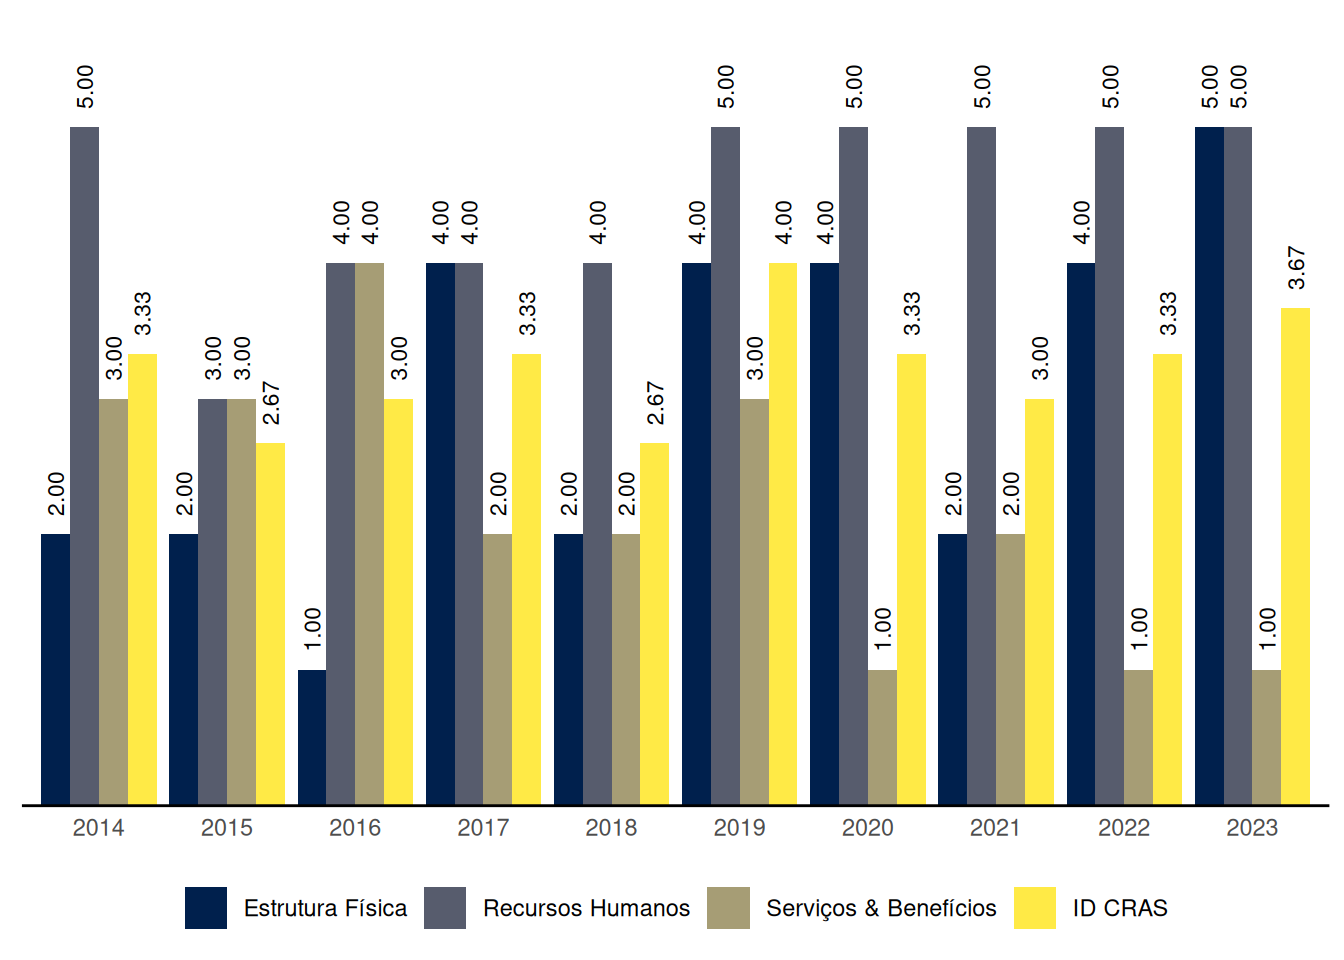 2.00 5.00 3.00 3.33
2.00 3.00 3.00 2.67
1.00 4.00 4.00 3.00
4.00 4.00 2.00 3.33
2.00 4.00 2.00 2.67
4.00 5.00 3.00 4.00
4.00 5.00 1.00 3.33
2.00 5.00 2.00 3.00
4.00 5.00 1.00 3.33
5.00 5.00 1.00 3.67
2014 2015 2016 2017 2018 2019 2020 2021 2022 2023
Estrutura Física Recursos Humanos Serviços & Benefícios ID CRAS